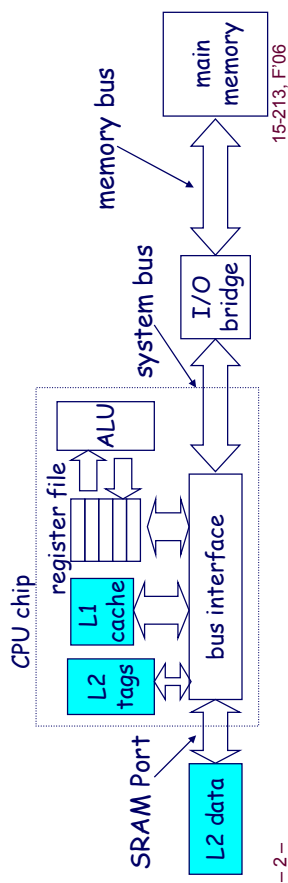 CPU chip
register file
L2
tags
L1
cache
ALU
SRAM Port
system bus
memory bus
L2 data
bus interface
I/O
bridge
main
memory
– 2 –
15-213, F'06